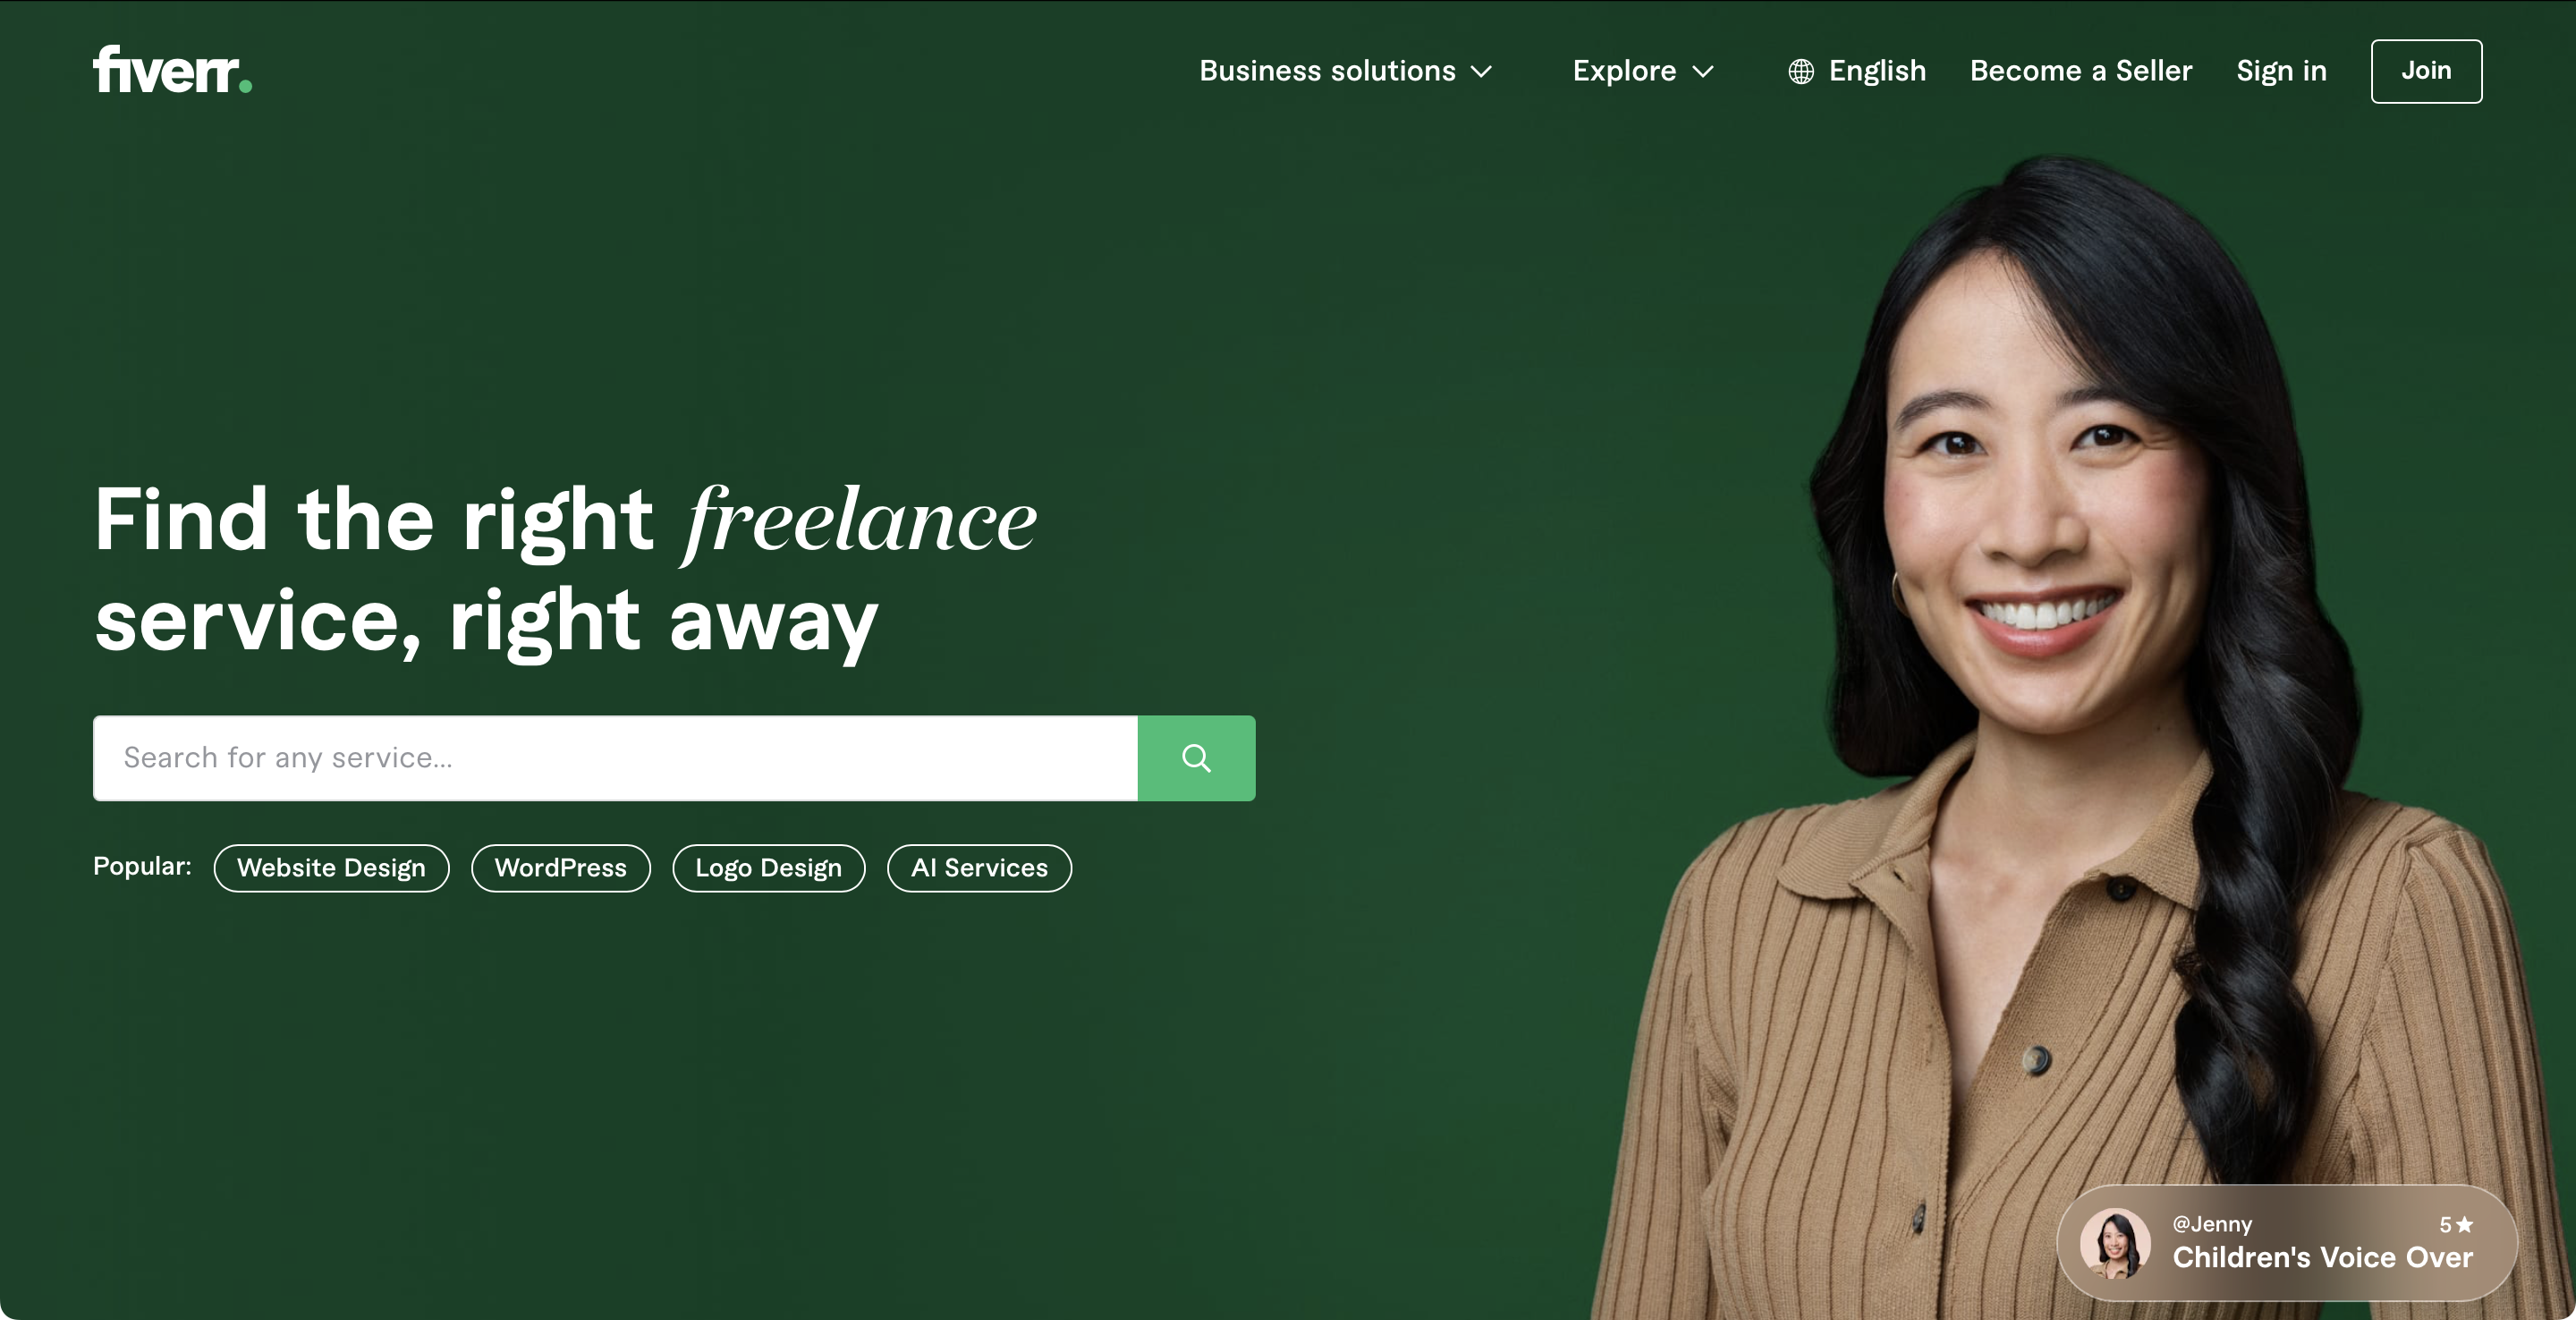 fiverr.
Business solutions
Explore
English
Become a Seller
Sign in
Join
Find the right freelance
service, right away
Search for any service...
Popular:
Website Design
WordPress
Logo Design
AI Services
@Jenny
5★
Children's Voice Over